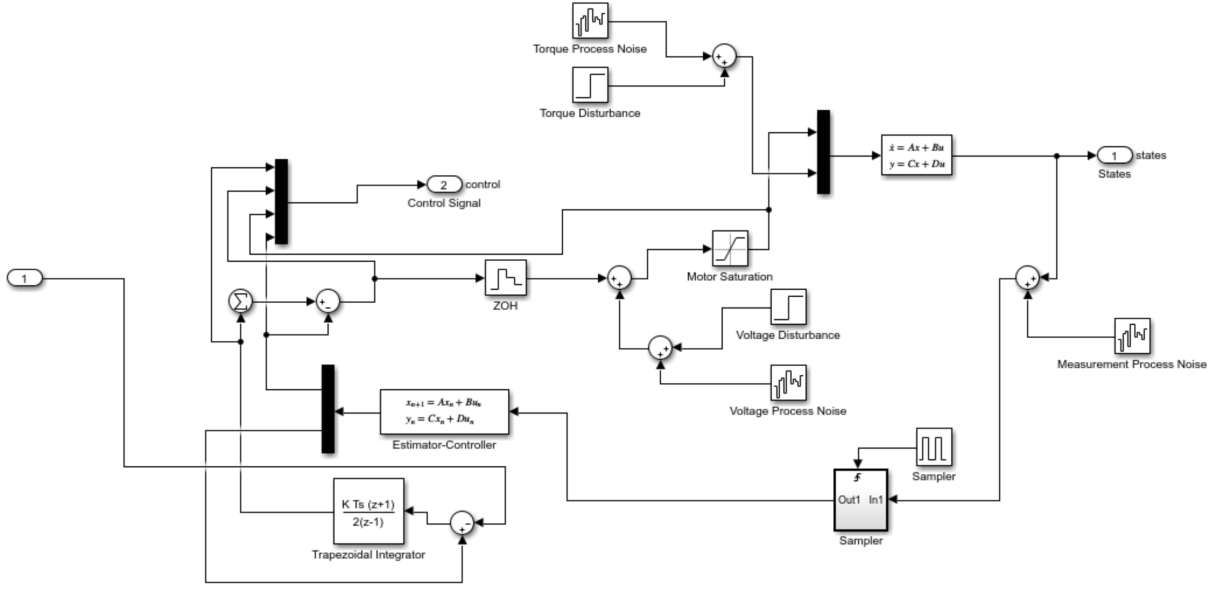 Torque Process Noise
+
+
Torque Disturbance
ẋ = Ax + Bu
y = Cx + Du
1
states
States
2
control
Control Signal
1
Σ
+
−
ZOH
+
+
Motor Saturation
Voltage Disturbance
+
+
Voltage Process Noise
+
+
Measurement Process Noise
xn+1 = Axn + Bun
yn = Cxn + Dun
Estimator-Controller
Sampler
Out1 In1
Sampler
K Ts (z+1)
2(z-1)
Trapezoidal Integrator
−
+